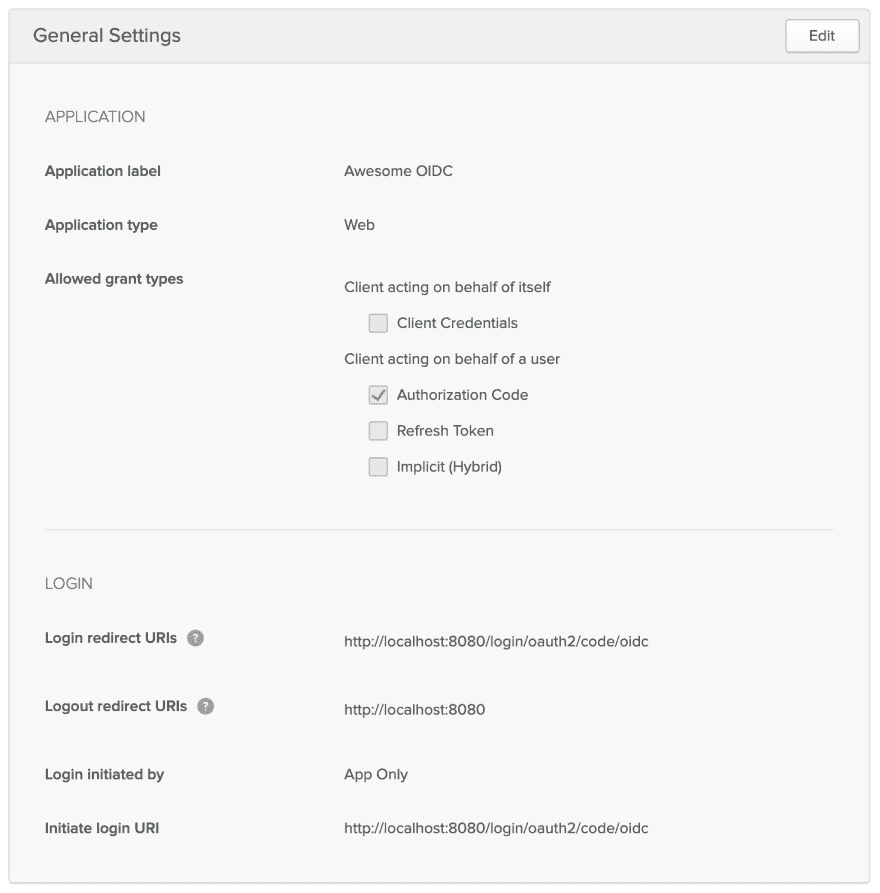 General Settings
Edit
APPLICATION
Application label
Awesome OIDC
Application type
Web
Allowed grant types
Client acting on behalf of itself
Client Credentials
Client acting on behalf of a user
Authorization Code
Refresh Token
Implicit (Hybrid)
LOGIN
Login redirect URIs ?
http://localhost:8080/login/oauth2/code/oidc
Logout redirect URIs ?
http://localhost:8080
Login initiated by
App Only
Initiate login URI
http://localhost:8080/login/oauth2/code/oidc